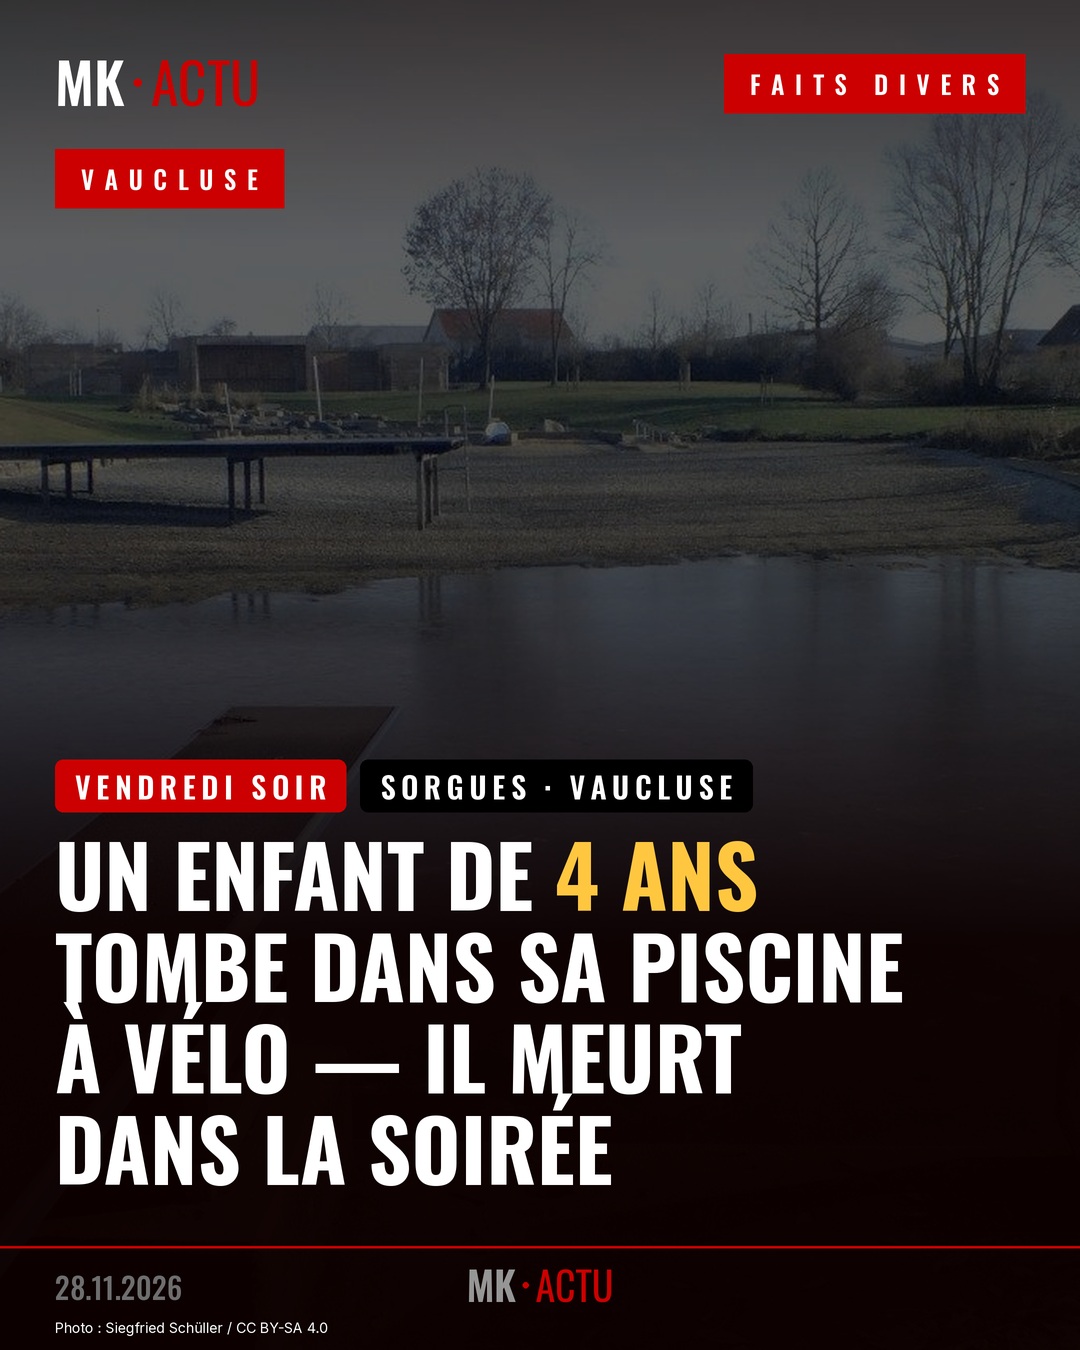 MK·ACTU
FAITS DIVERS
VAUCLUSE
VENDREDI SOIR
SORGUES · VAUCLUSE
UN ENFANT DE 4 ANS
TOMBE DANS SA PISCINE
À VÉLO — IL MEURT
DANS LA SOIRÉE
28.11.2026
MK·ACTU
Photo : Siegfried Schüller / CC BY-SA 4.0